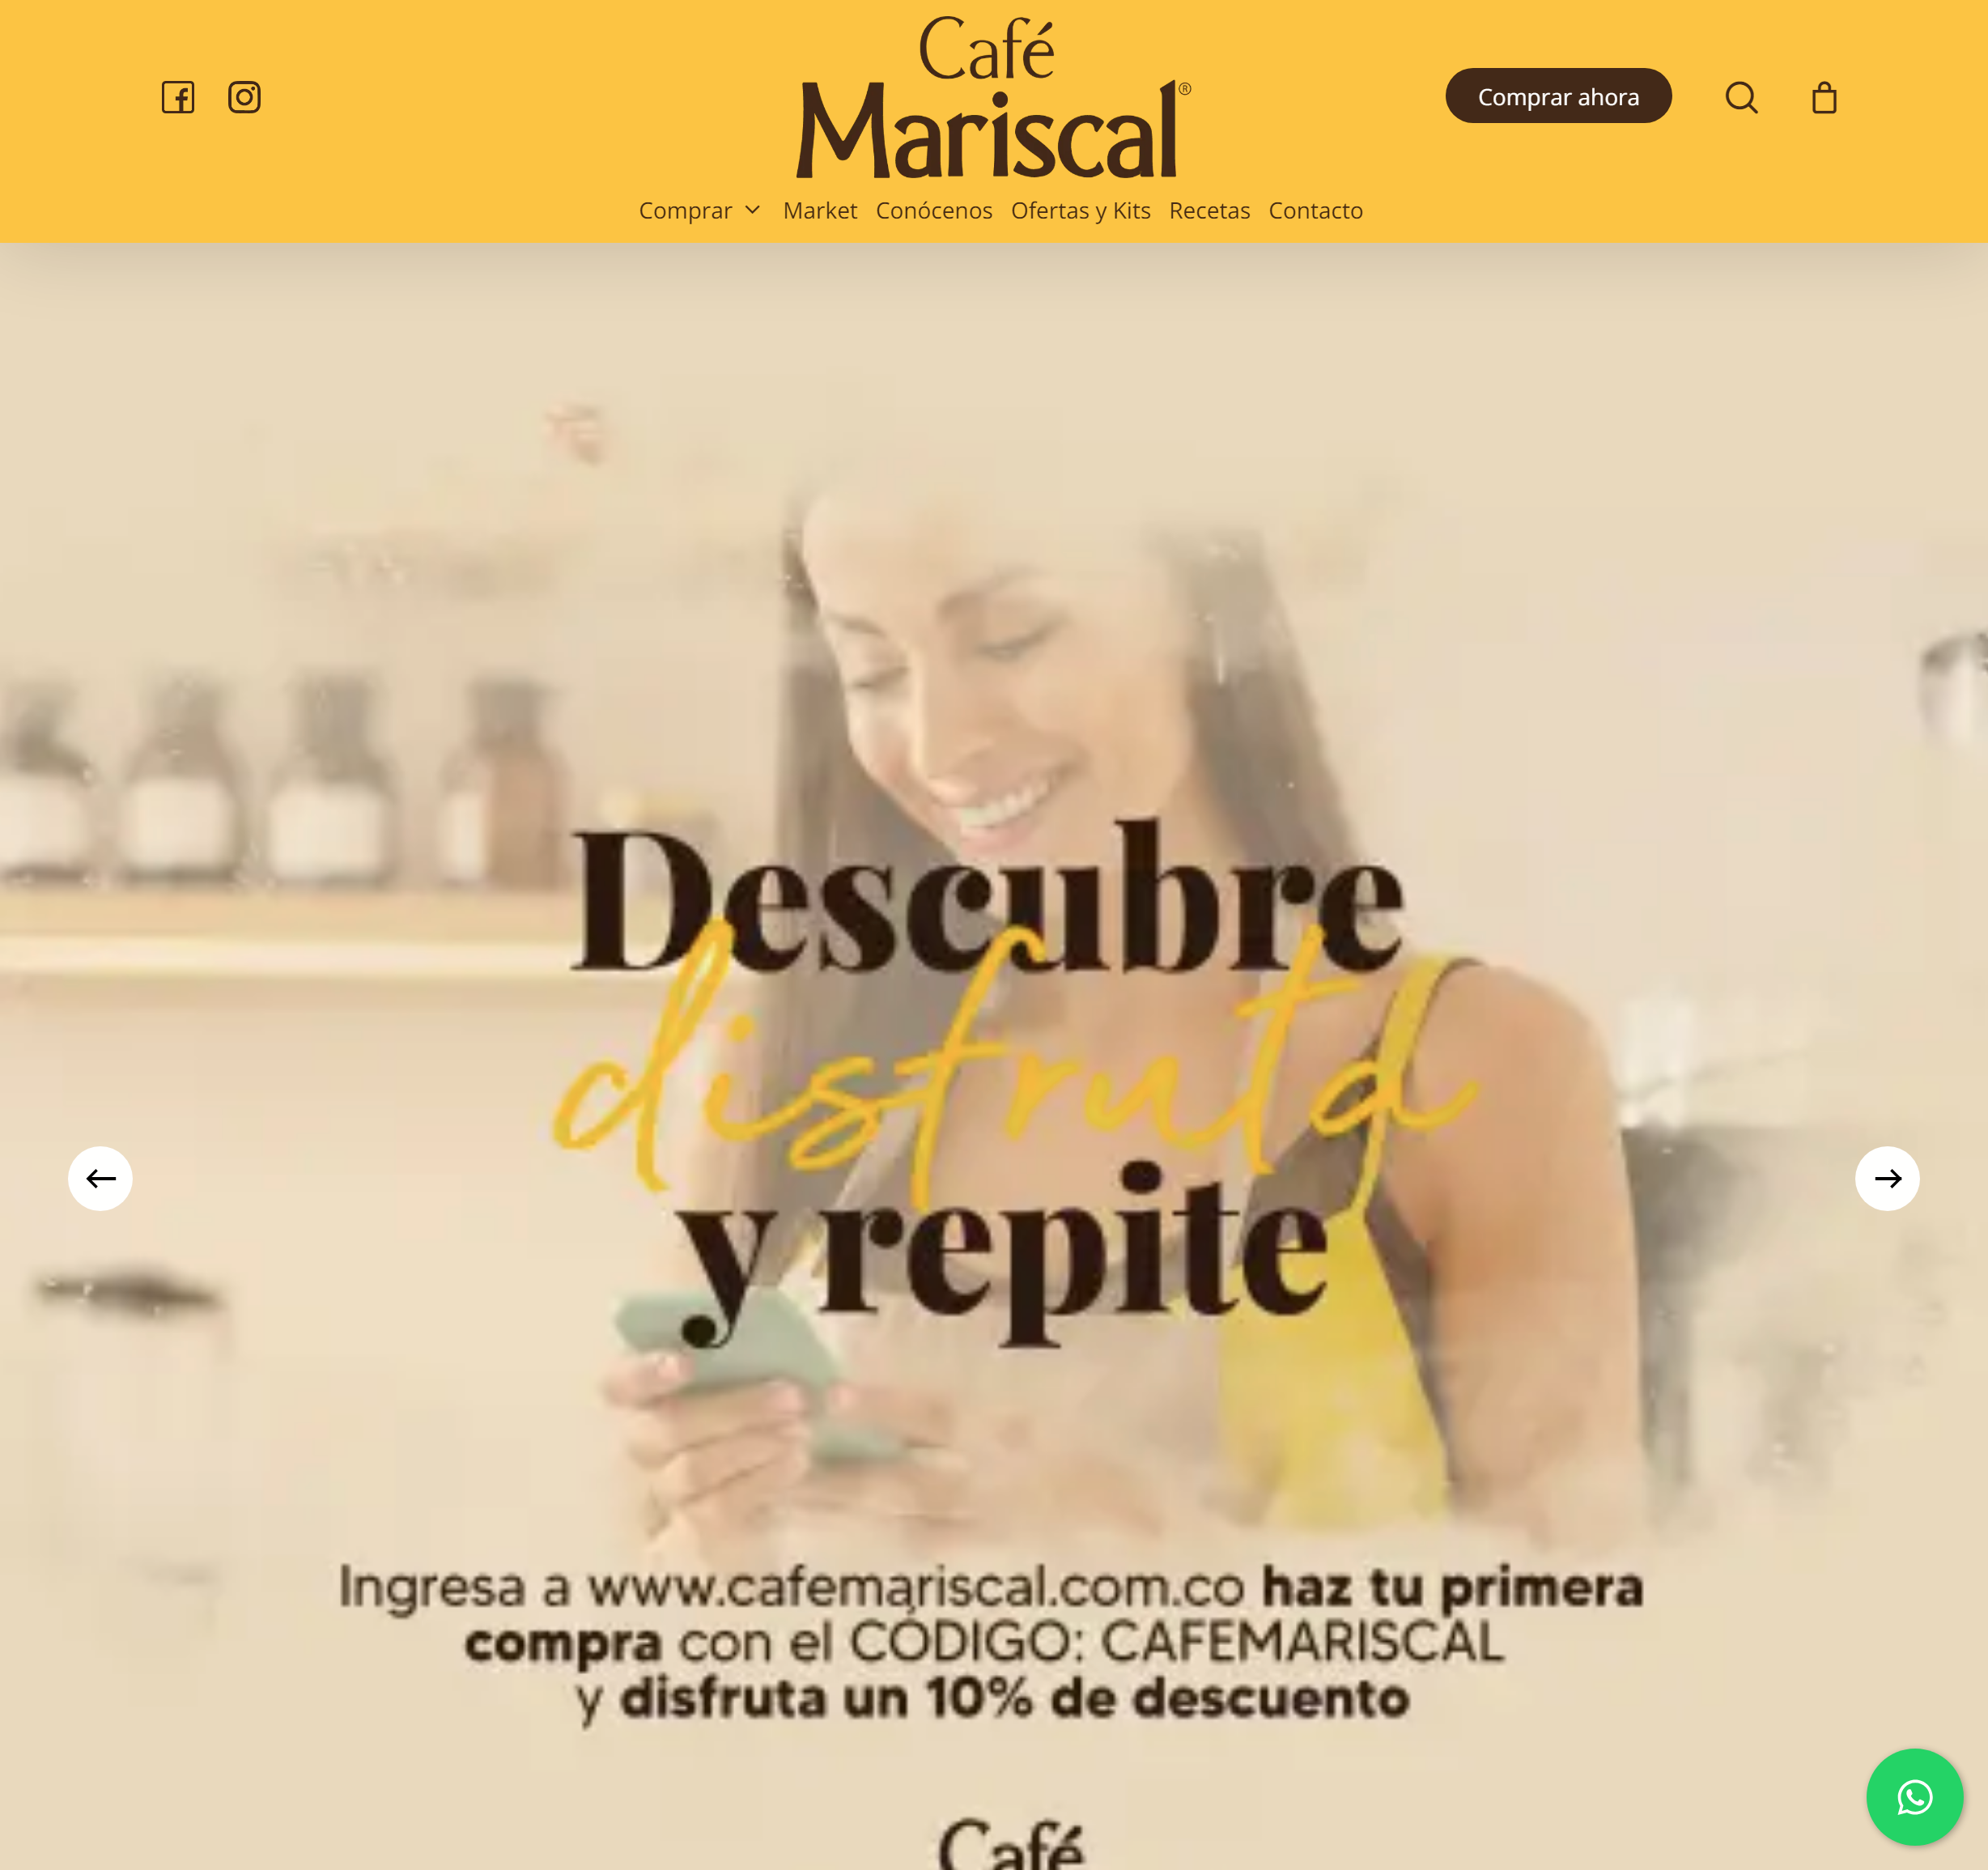 Café
Mariscal®
Comprar ahora
Comprar Market Conócenos Ofertas y Kits Recetas Contacto
Descubre
disfruta
y repite
Ingresa a www.cafemariscal.com.co haz tu primera
compra con el CÓDIGO: CAFEMARISCAL
y disfruta un 10% de descuento
Café